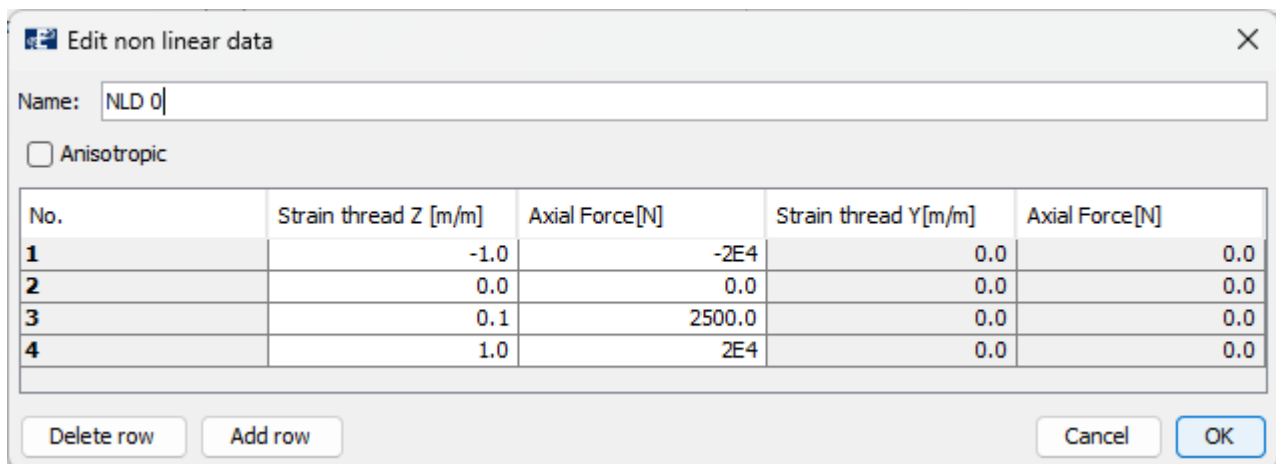 Edit non linear data
Name: NLD 0
Anisotropic
No. Strain thread Z [m/m] Axial Force[N] Strain thread Y[m/m] Axial Force[N]
1 -1.0 -2E4 0.0 0.0
2 0.0 0.0 0.0 0.0
3 0.1 2500.0 0.0 0.0
4 1.0 2E4 0.0 0.0
Delete row Add row Cancel OK